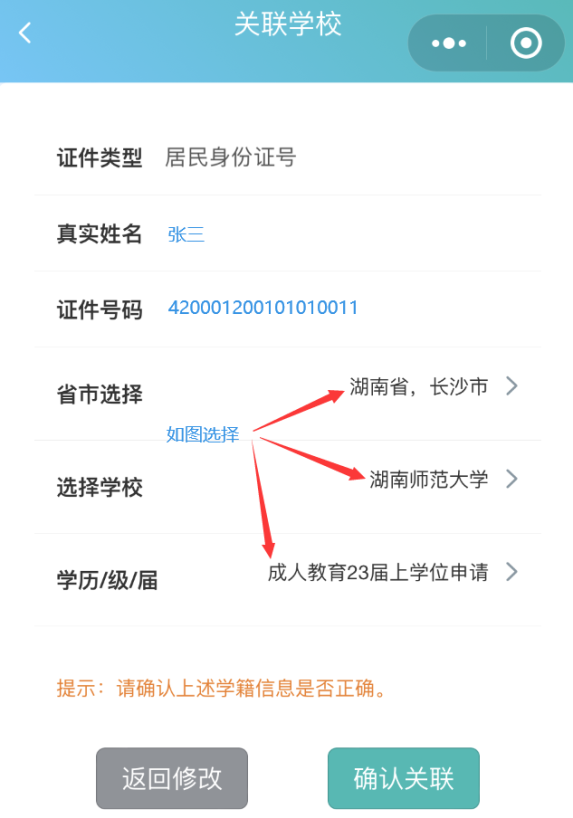 关联学校
证件类型 居民身份证号
真实姓名 张三
证件号码 420001200101010011
省市选择 湖南省，长沙市
如图选择
选择学校 湖南师范大学
学历/级/届 成人教育23届上学位申请
提示：请确认上述学籍信息是否正确。
返回修改 确认关联